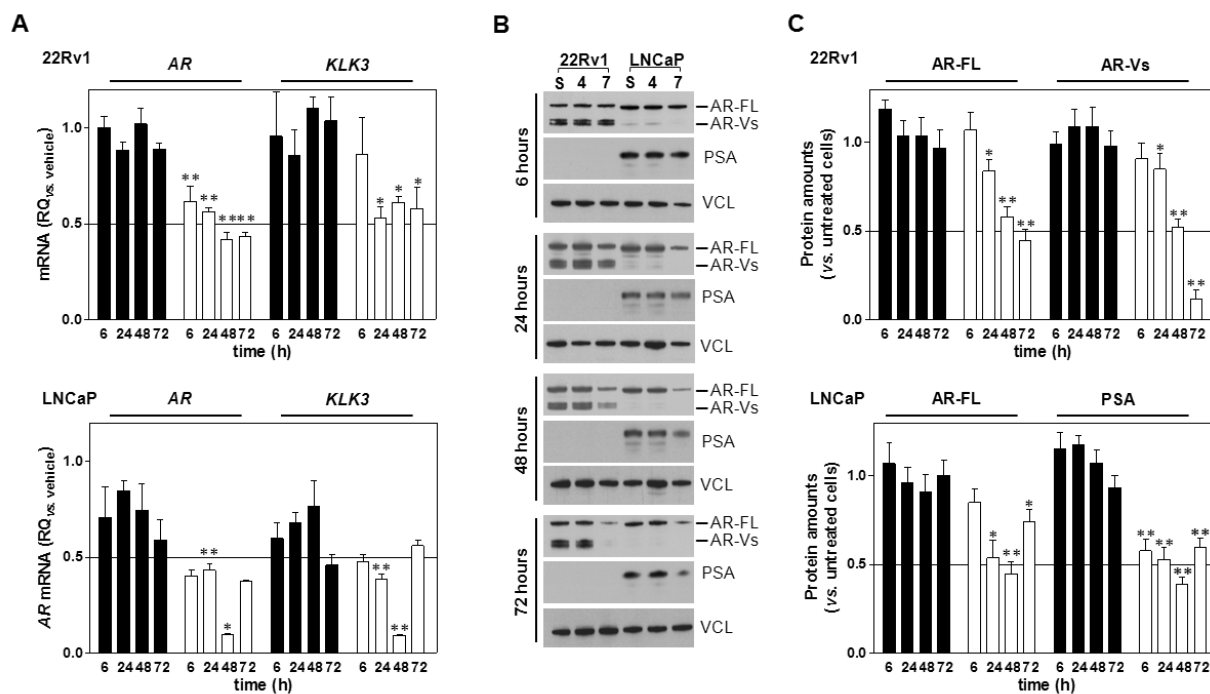 A
22Rv1
AR
KLK3
mRNA (RQvs. vehicle)
1.0
0.5
0.0
** ** ** ** * * *
6 24 48 72 6 24 48 72 6 24 48 72 6 24 48 72
time (h)
LNCaP
AR
KLK3
AR mRNA (RQvs. vehicle)
1.0
0.5
0.0
** * ** **
6 24 48 72 6 24 48 72 6 24 48 72 6 24 48 72
time (h)
B
22Rv1 LNCaP
S 4 7 S 4 7
6 hours
AR-FL
AR-Vs
PSA
VCL
24 hours
AR-FL
AR-Vs
PSA
VCL
48 hours
AR-FL
AR-Vs
PSA
VCL
72 hours
AR-FL
AR-Vs
PSA
VCL
C
22Rv1
AR-FL
AR-Vs
Protein amounts
(vs. untreated cells)
1.0
0.5
0.0
* ** ** * ** **
6 24 48 72 6 24 48 72 6 24 48 72 6 24 48 72
time (h)
LNCaP
AR-FL
PSA
Protein amounts
(vs. untreated cells)
1.0
0.5
0.0
* ** * ** ** ** **
6 24 48 72 6 24 48 72 6 24 48 72 6 24 48 72
time (h)